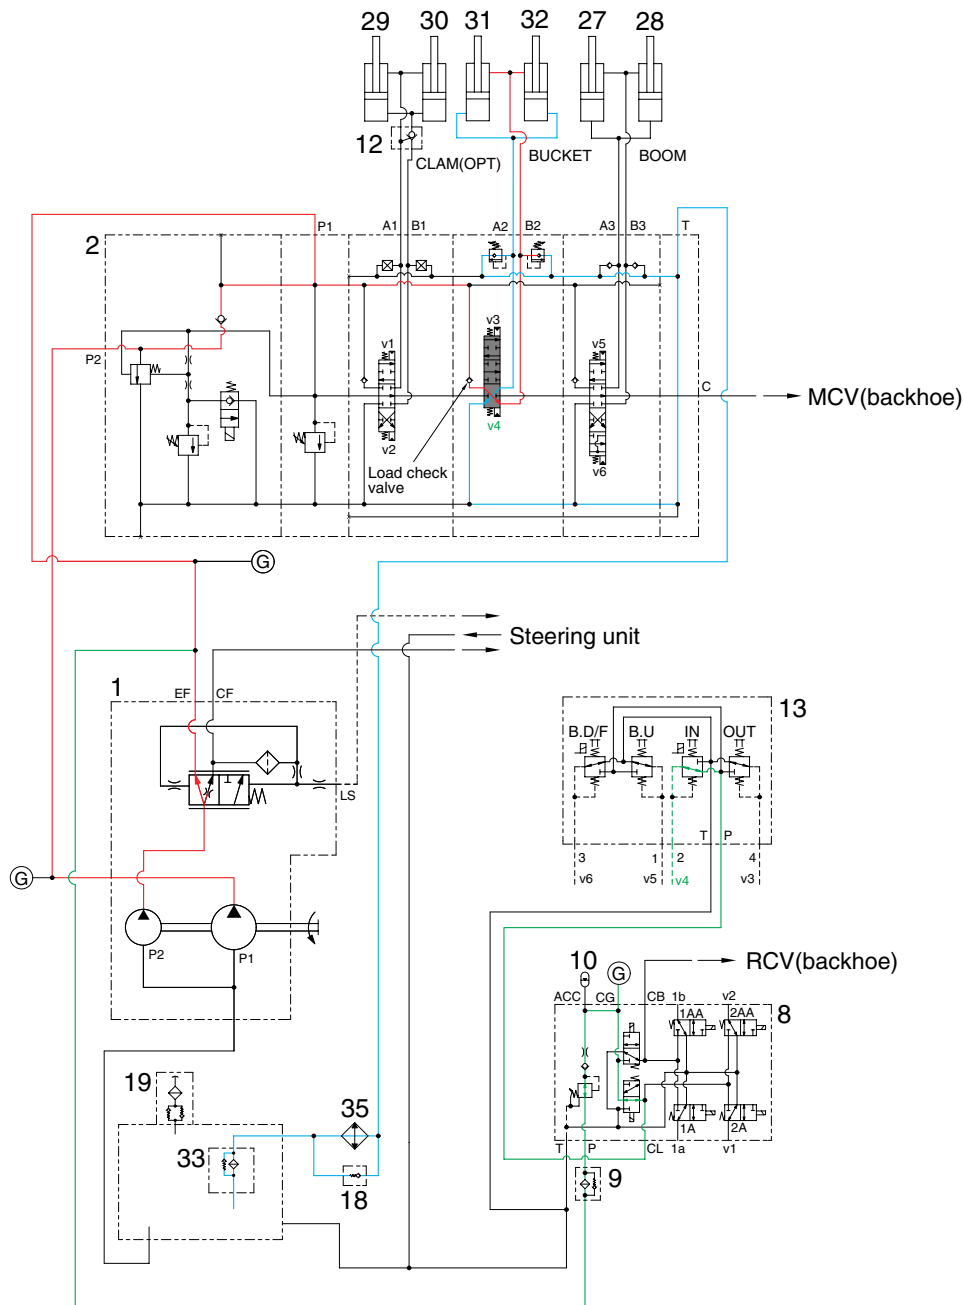 29 30 31 32 27 28
12
CLAM(OPT) BUCKET BOOM
2
P1 A1 B1 A2 B2 A3 B3 T
v3
v1 v5
P2
C
MCV(backhoe)
v4
v2
Load check
valve
v6
G
Steering unit
1
EF CF
13
B.D/F B.U IN OUT
LS
T P
3 1 2 4
v6 v5 v4 v3
G
P2 P1
RCV(backhoe)
10 G
ACC CG CB 1b v2
8
1AA 2AA
19
35
1A 2A
33
T P CL 1a v1
18
9